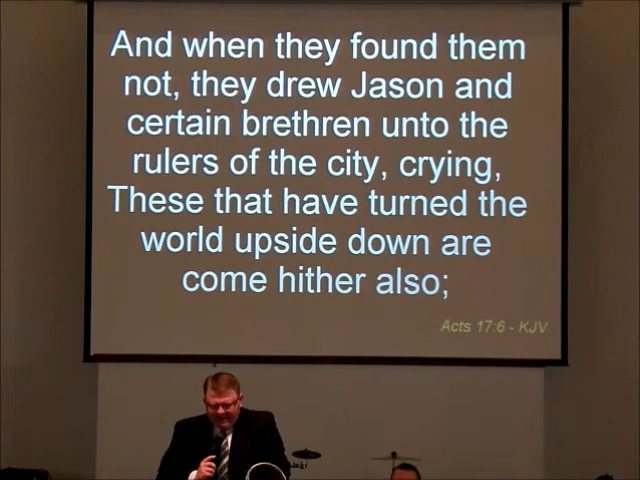 And when they found them
not, they drew Jason and
certain brethren unto the
rulers of the city, crying,
These that have turned the
world upside down are
come hither also;
Acts 17:6 - KJV